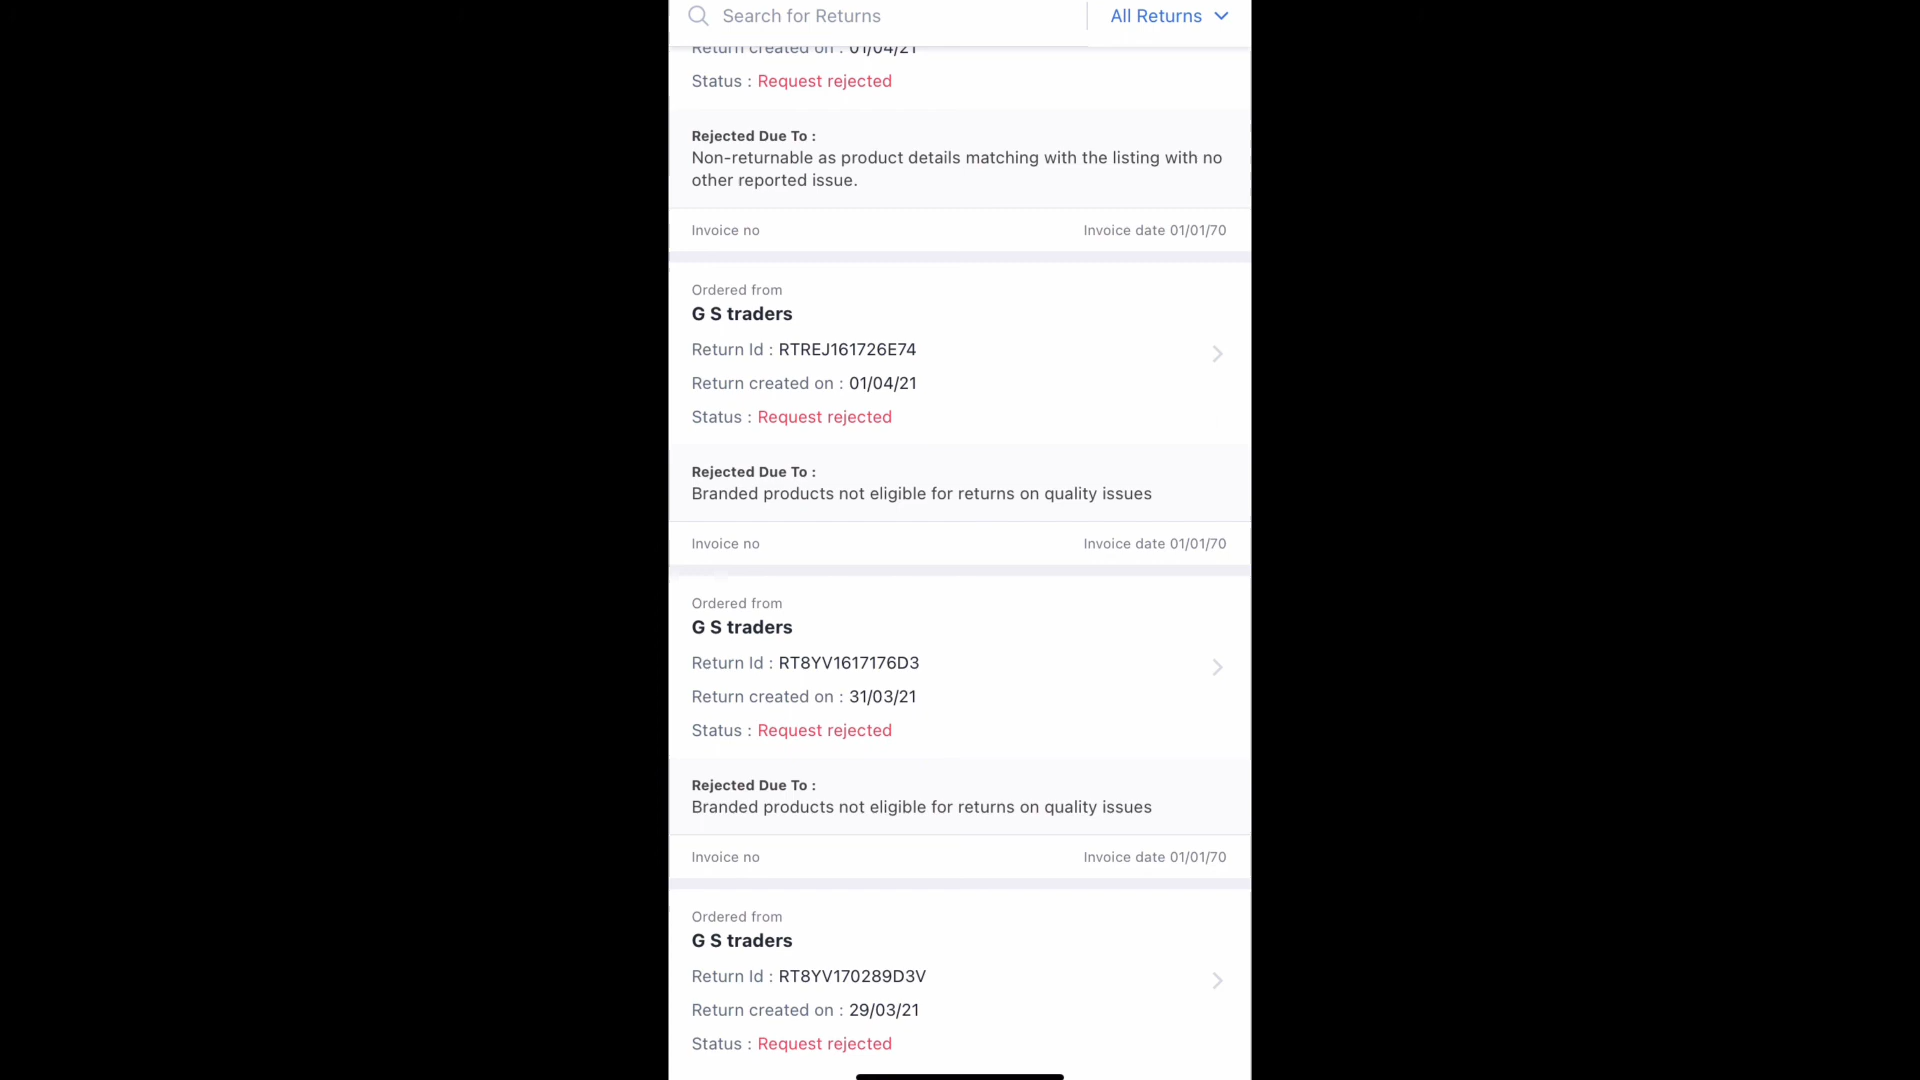 Search for Returns
All Returns
Return created on : 01/04/21
Status : Request rejected
Rejected Due To :
Non-returnable as product details matching with the listing with no
other reported issue.
Invoice no
Invoice date 01/01/70
Ordered from
G S traders
Return Id : RTREJ161726E74
Return created on : 01/04/21
Status : Request rejected
Rejected Due To :
Branded products not eligible for returns on quality issues
Invoice no
Invoice date 01/01/70
Ordered from
G S traders
Return Id : RT8YV1617176D3
Return created on : 31/03/21
Status : Request rejected
Rejected Due To :
Branded products not eligible for returns on quality issues
Invoice no
Invoice date 01/01/70
Ordered from
G S traders
Return Id : RT8YV170289D3V
Return created on : 29/03/21
Status : Request rejected